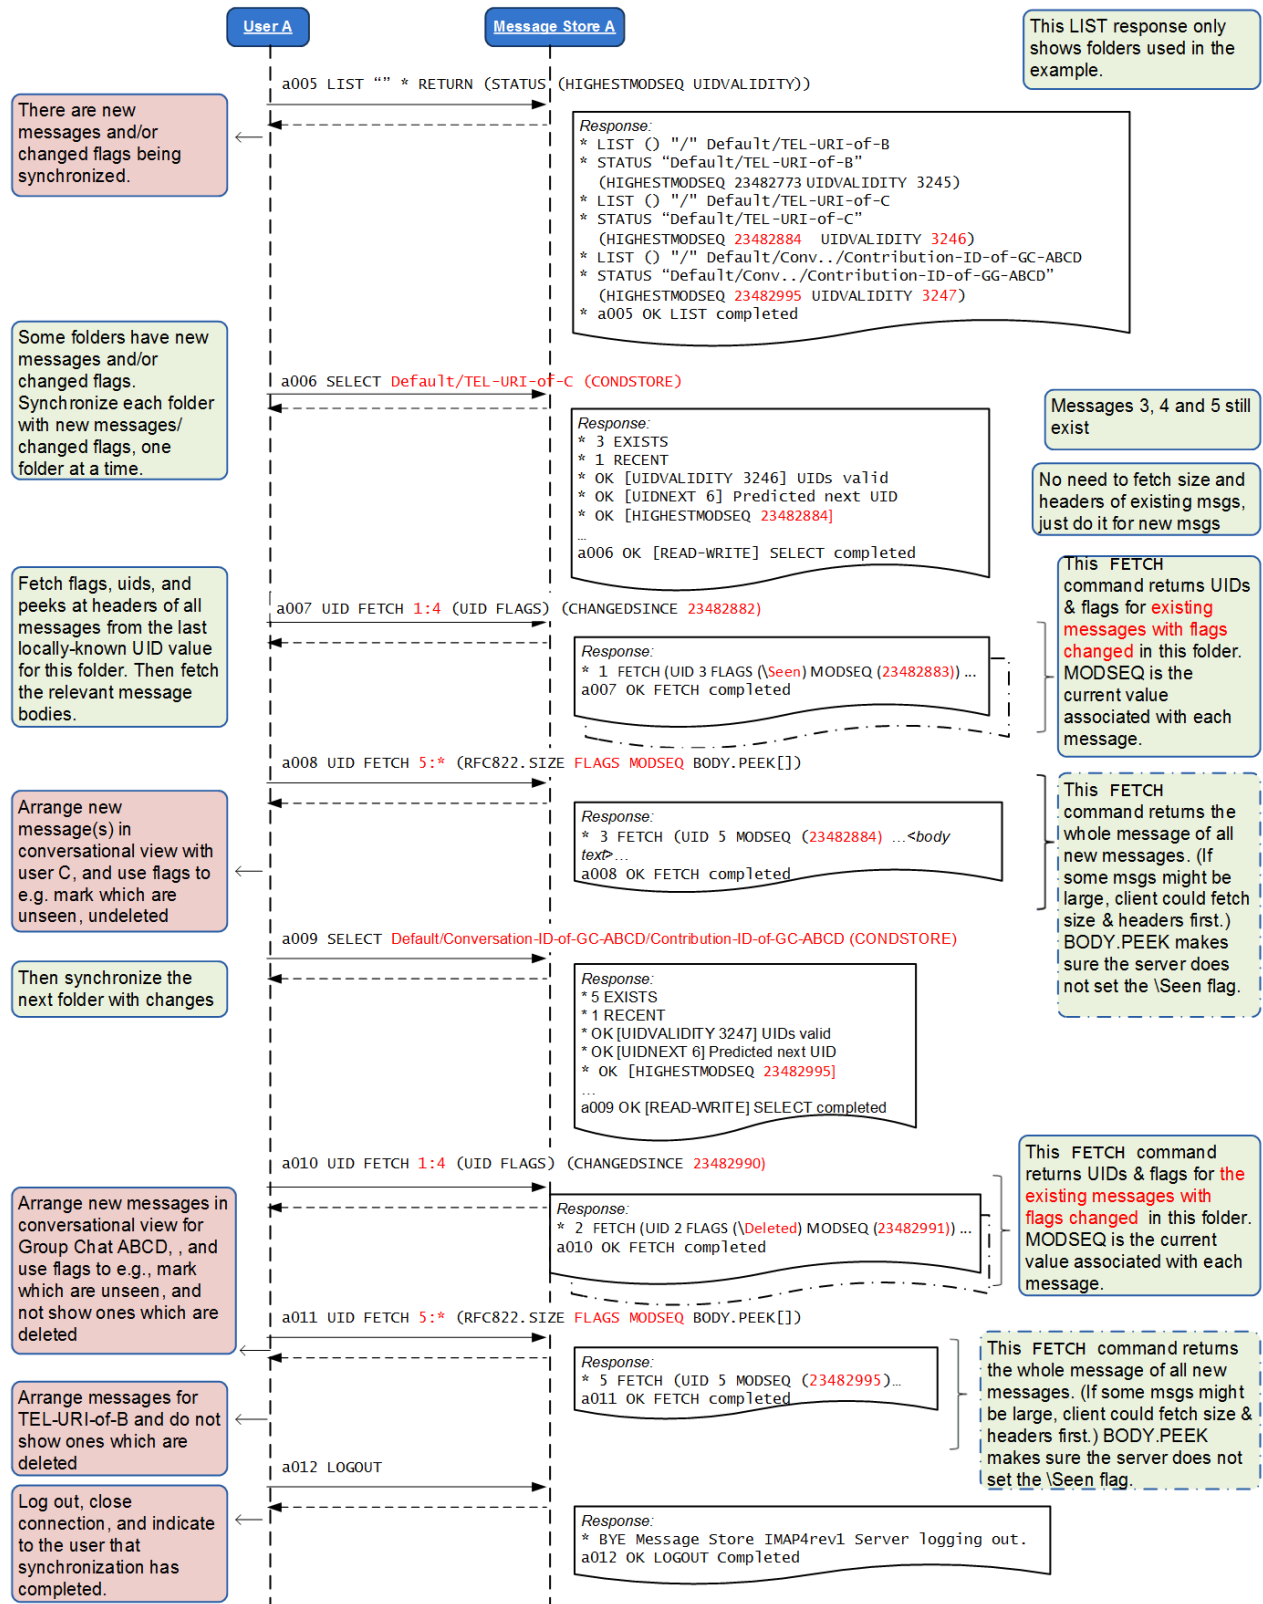 User A
Message Store A
This LIST response only
shows folders used in the
example.
a005 LIST “” * RETURN (STATUS (HIGHESTMODSEQ UIDVALIDITY))
There are new
messages and/or
changed flags being
synchronized.
Response:
* LIST () "/" Default/TEL-URI-of-B
* STATUS “Default/TEL-URI-of-B”
(HIGHESTMODSEQ 23482773 UIDVALIDITY 3245)
* LIST () "/" Default/TEL-URI-of-C
* STATUS “Default/TEL-URI-of-C”
(HIGHESTMODSEQ 23482884 UIDVALIDITY 3246)
* LIST () "/" Default/Conv../Contribution-ID-of-GC-ABCD
* STATUS “Default/Conv../Contribution-ID-of-GG-ABCD”
(HIGHESTMODSEQ 23482995 UIDVALIDITY 3247)
* a005 OK LIST completed
Some folders have new
messages and/or
changed flags.
Synchronize each folder
with new messages/
changed flags, one
folder at a time.
a006 SELECT Default/TEL-URI-of-C (CONDSTORE)
Response:
* 3 EXISTS
* 1 RECENT
* OK [UIDVALIDITY 3246] UIDs valid
* OK [UIDNEXT 6] Predicted next UID
* OK [HIGHESTMODSEQ 23482884]
...
a006 OK [READ-WRITE] SELECT completed
Messages 3, 4 and 5 still
exist
No need to fetch size and
headers of existing msgs,
just do it for new msgs
Fetch flags, uids, and
peeks at headers of all
messages from the last
locally-known UID value
for this folder. Then fetch
the relevant message
bodies.
a007 UID FETCH 1:4 (UID FLAGS) (CHANGEDSINCE 23482882)
Response:
* 1 FETCH (UID 3 FLAGS (\Seen) MODSEQ (23482883)) ...
a007 OK FETCH completed
This FETCH
command returns UIDs
& flags for existing
messages with flags
changed in this folder.
MODSEQ is the
current value
associated with each
message.
a008 UID FETCH 5:* (RFC822.SIZE FLAGS MODSEQ BODY.PEEK[])
Arrange new
message(s) in
conversational view with
user C, and use flags to
e.g. mark which are
unseen, undeleted
Response:
* 3 FETCH (UID 5 MODSEQ (23482884) ...<body
text>...
a008 OK FETCH completed
This FETCH
command returns the
whole message of all
new messages. (If
some msgs might be
large, client could fetch
size & headers first.)
BODY.PEEK makes
sure the server does
not set the \Seen flag.
a009 SELECT Default/Conversation-ID-of-GC-ABCD/Contribution-ID-of-GC-ABCD (CONDSTORE)
Then synchronize the
next folder with changes
Response:
* 5 EXISTS
* 1 RECENT
* OK [UIDVALIDITY 3247] UIDs valid
* OK [UIDNEXT 6] Predicted next UID
* OK [HIGHESTMODSEQ 23482995]
...
a009 OK [READ-WRITE] SELECT completed
a010 UID FETCH 1:4 (UID FLAGS) (CHANGEDSINCE 23482990)
Arrange new messages in
conversational view for
Group Chat ABCD, , and
use flags to e.g., mark
which are unseen, and
not show ones which are
deleted
Response:
* 2 FETCH (UID 2 FLAGS (\Deleted) MODSEQ (23482991)) ...
a010 OK FETCH completed
This FETCH command
returns UIDs & flags for the
existing messages with
flags changed in this folder.
MODSEQ is the current
value associated with each
message.
a011 UID FETCH 5:* (RFC822.SIZE FLAGS MODSEQ BODY.PEEK[])
Response:
* 5 FETCH (UID 5 MODSEQ (23482995)...
a011 OK FETCH completed
This FETCH command returns
the whole message of all new
messages. (If some msgs might
be large, client could fetch size &
headers first.) BODY.PEEK
makes sure the server does not
set the \Seen flag.
Arrange messages for
TEL-URI-of-B and do not
show ones which are
deleted
a012 LOGOUT
Log out, close
connection, and indicate
to the user that
synchronization has
completed.
Response:
* BYE Message Store IMAP4rev1 Server logging out.
a012 OK LOGOUT Completed